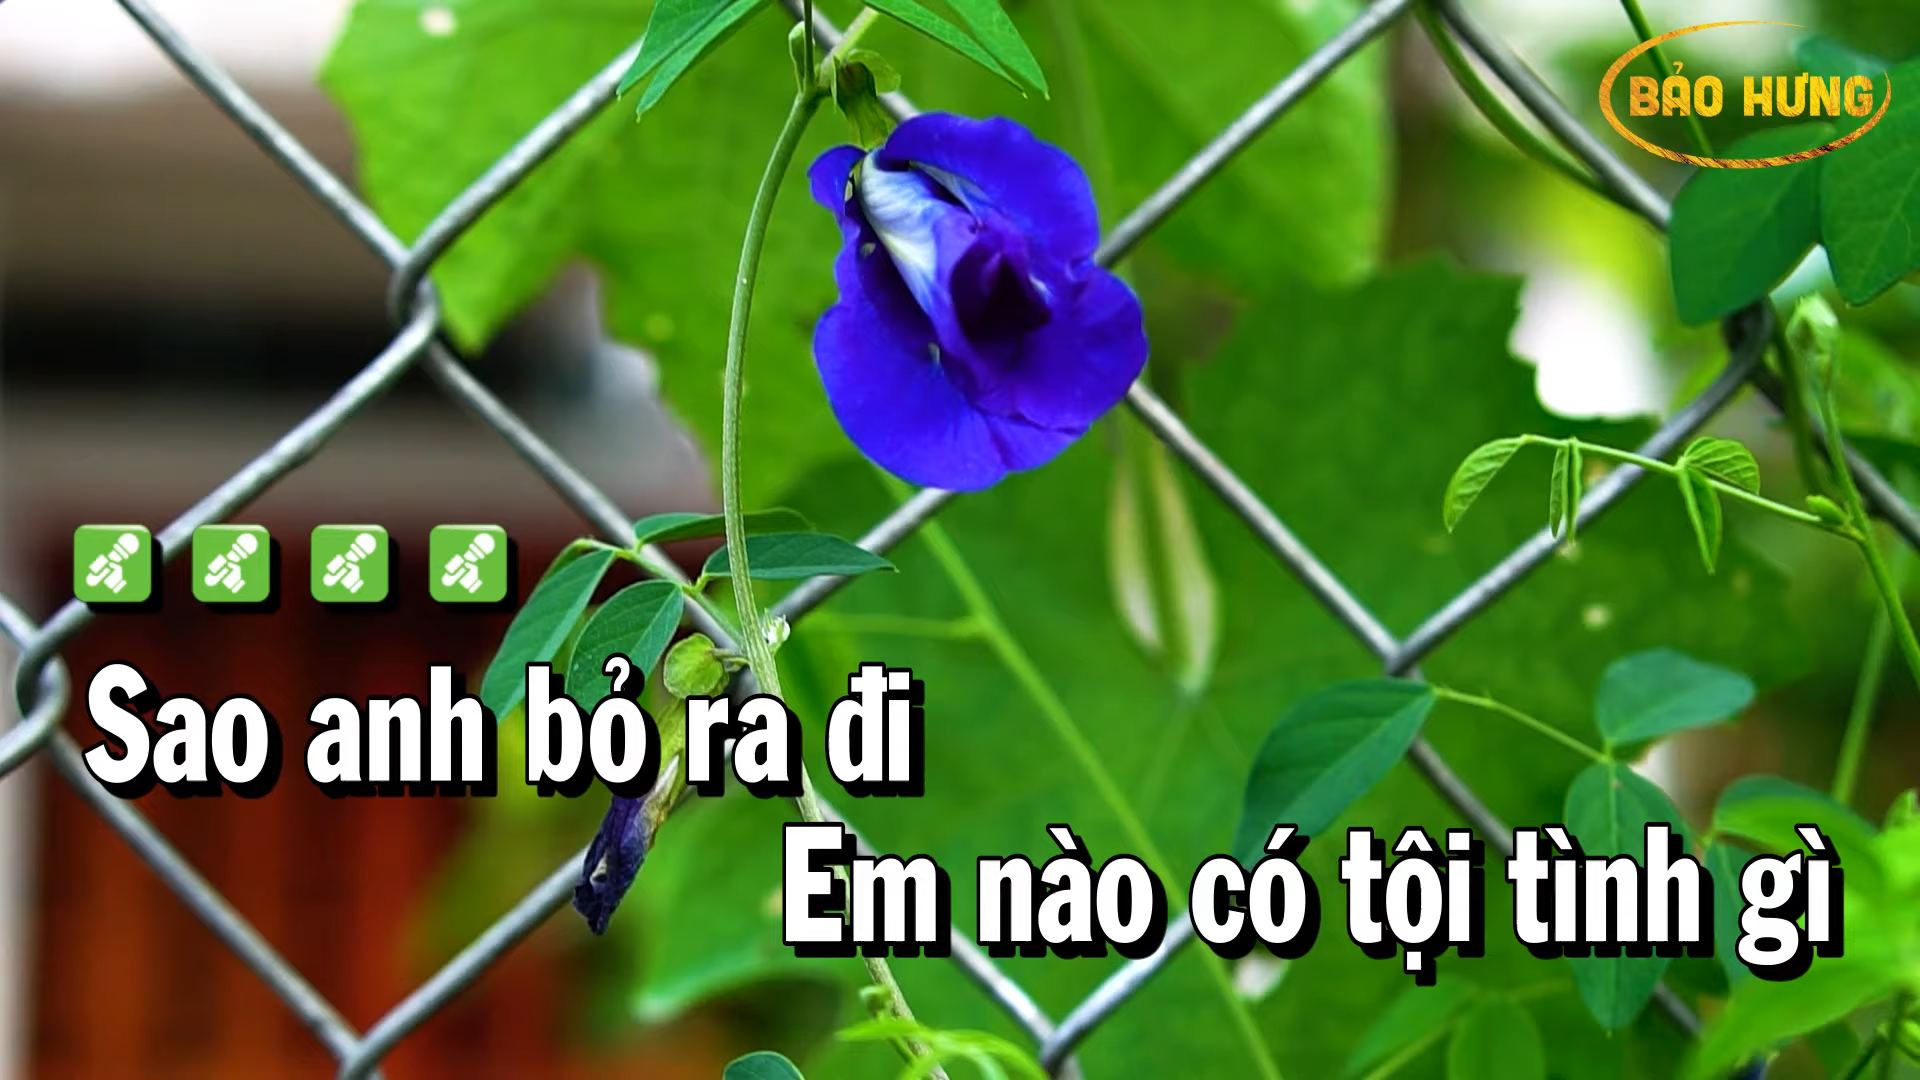 BẢO HƯNG
Sao anh bỏ ra đi
Em nào có tội tình gì